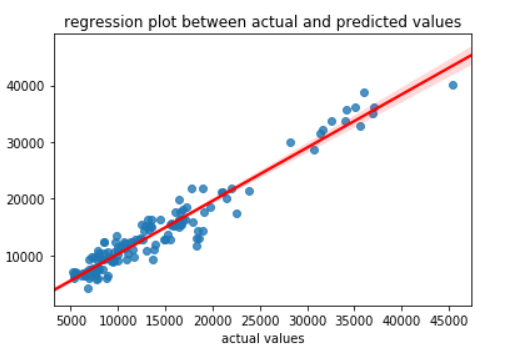 regression plot between actual and predicted values
40000
30000
20000
10000
5000 10000 15000 20000 25000 30000 35000 40000 45000
actual values